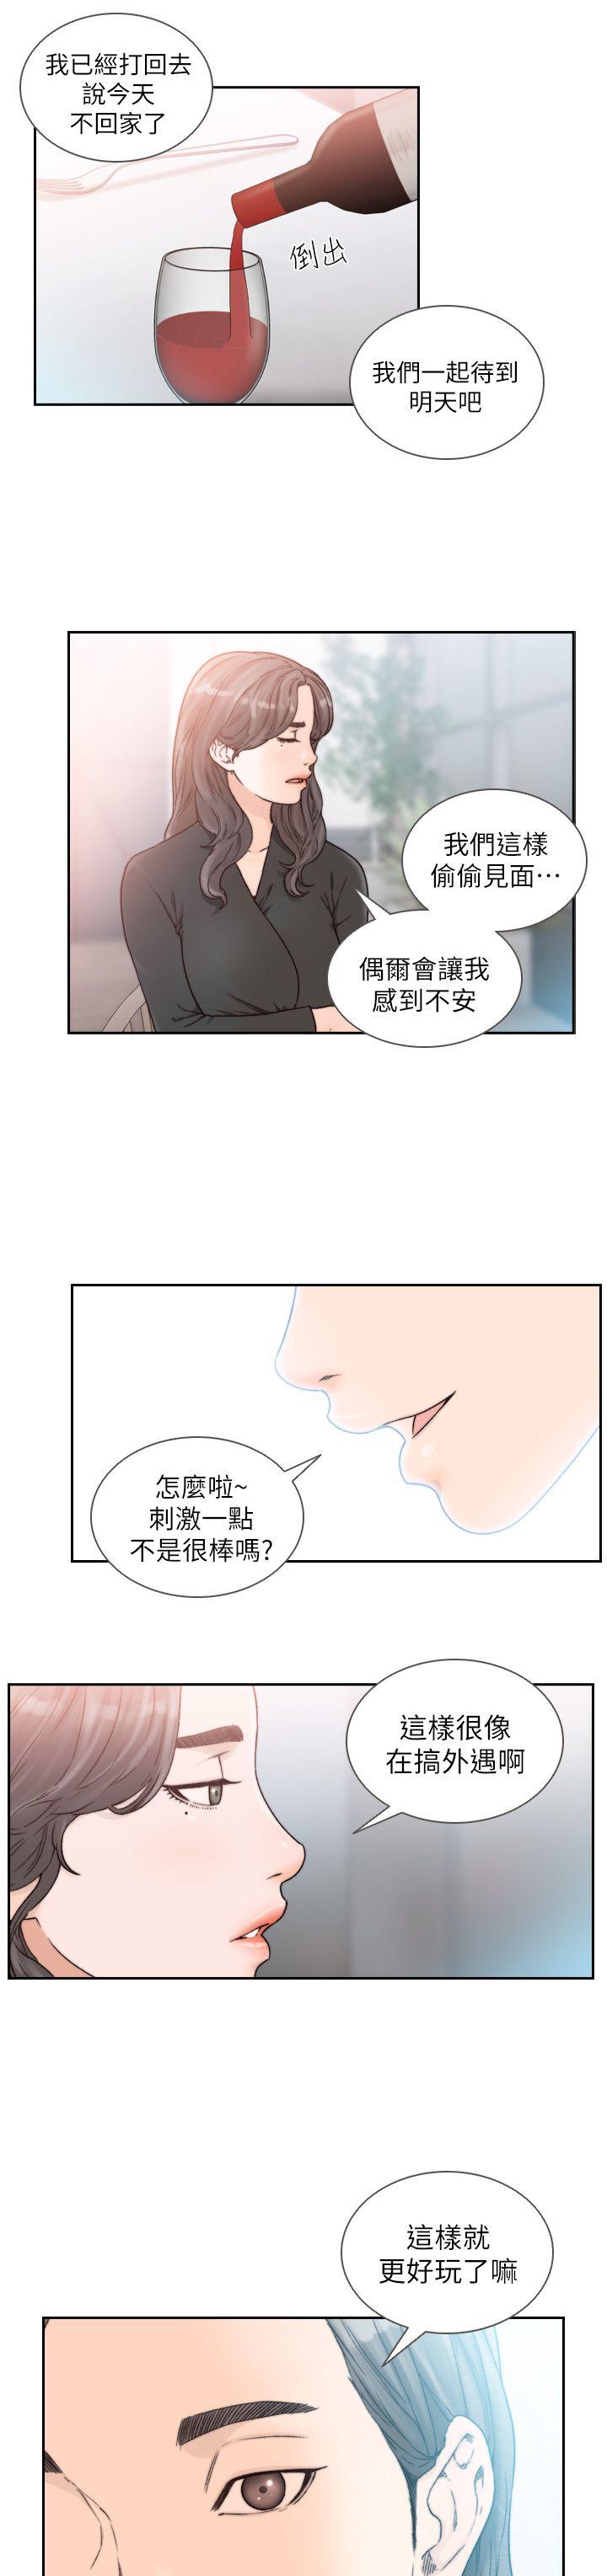 我已經打回去
說今天
不回家了
倒出
我們一起待到
明天吧
我們這樣
偷偷見面…
偶爾會讓我
感到不安
怎麼啦~
刺激一點
不是很棒嗎?
這樣很像
在搞外遇啊
這樣就
更好玩了嘛